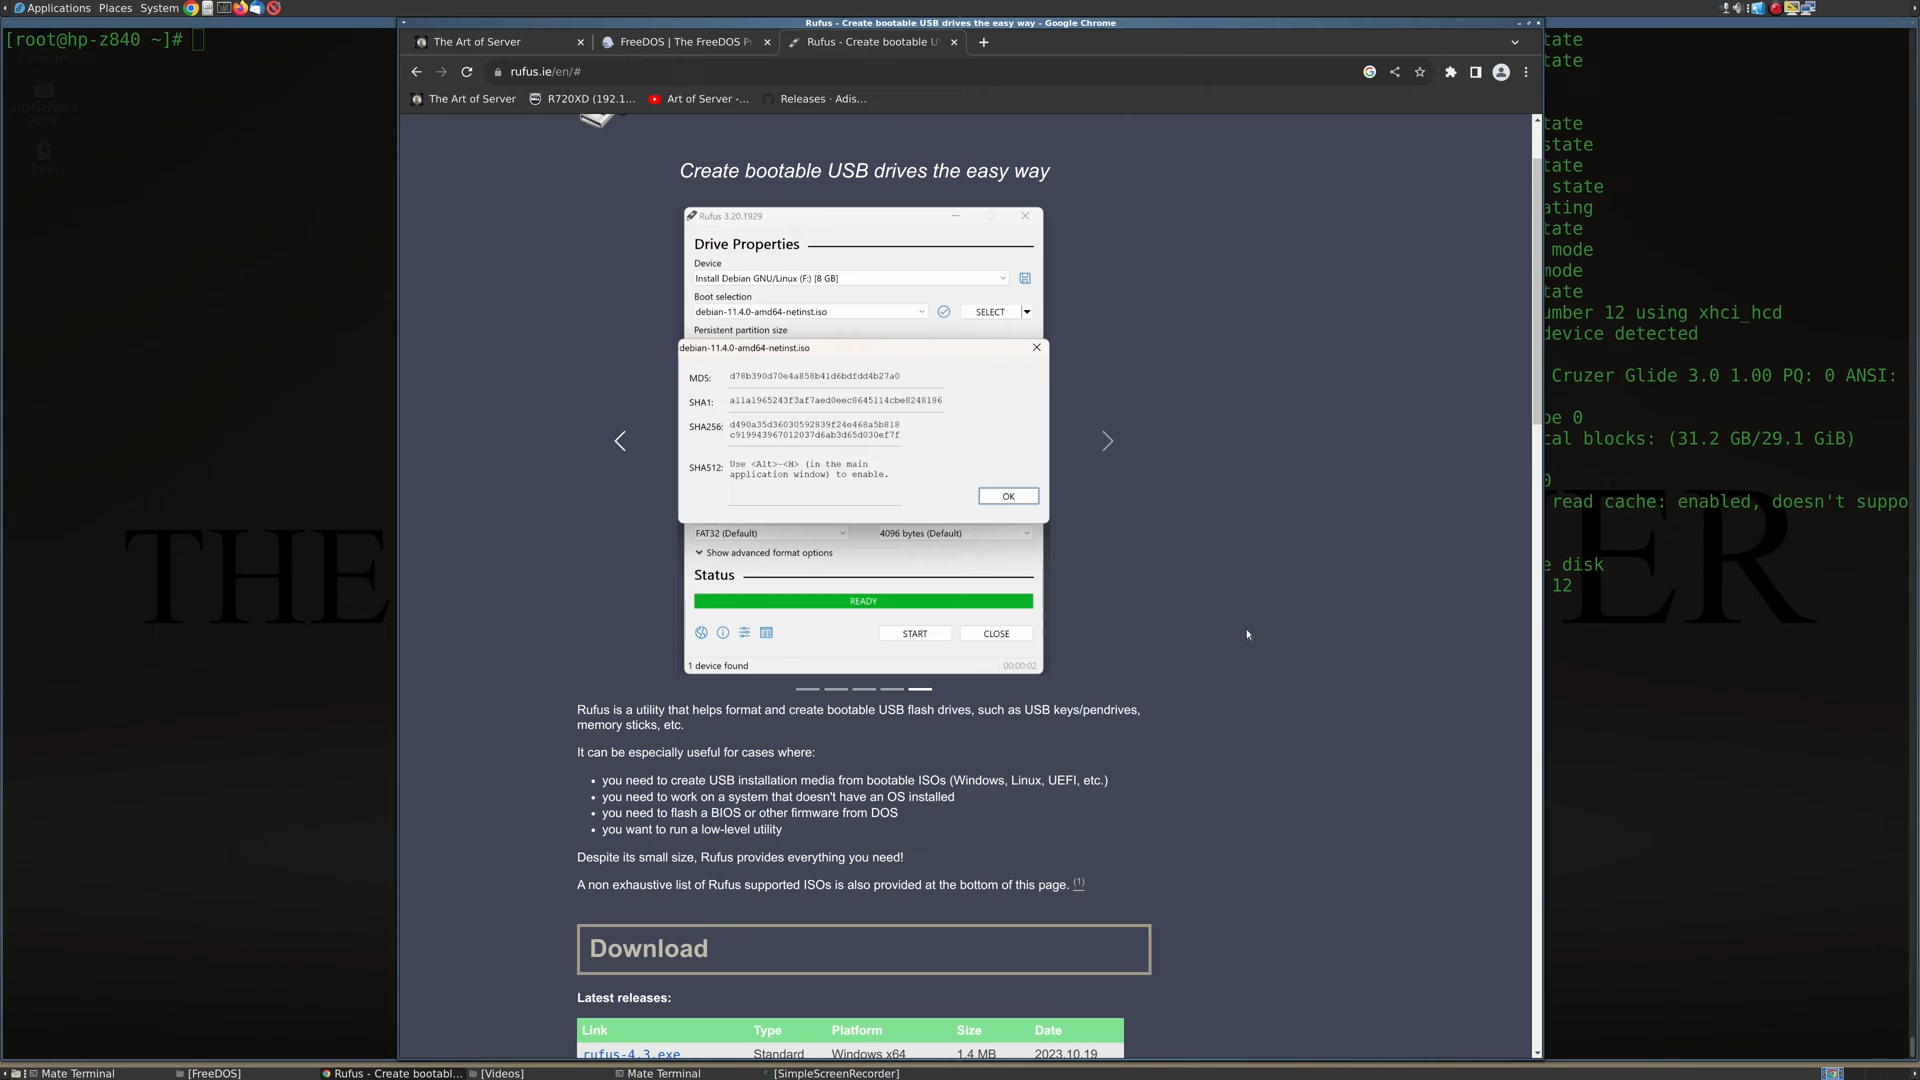 Applications Places System
Rufus - Create bootable USB drives the easy way - Google Chrome
[root@hp-z840 ~]#
Computer
artofserver's
Home
Trash
The Art of Server
FreeDOS | The FreeDOS Pr
Rufus - Create bootable U
rufus.ie/en/#
The Art of Server
R720XD (192.1...
Art of Server -...
Releases · Adis...
Create bootable USB drives the easy way
Rufus 3.20.1929
Drive Properties
Device
Install Debian GNU/Linux (F:) [8 GB]
Boot selection
debian-11.4.0-amd64-netinst.iso
SELECT
Persistent partition size
debian-11.4.0-amd64-netinst.iso
MD5: d78b390d70e4a858b41d6bdfdd4b27a0
SHA1: a11a1965243f3af7aed0eec8645114cbe8248186
SHA256: d490a35d36030592839f24e468a5b818
c919943967012037d6ab3d65d030ef7f
SHA512: Use <Alt>-<H> (in the main
application window) to enable.
OK
FAT32 (Default)
4096 bytes (Default)
Show advanced format options
Status
READY
START
CLOSE
1 device found
00:00:02
Rufus is a utility that helps format and create bootable USB flash drives, such as USB keys/pendrives,
memory sticks, etc.
It can be especially useful for cases where:
• you need to create USB installation media from bootable ISOs (Windows, Linux, UEFI, etc.)
• you need to work on a system that doesn't have an OS installed
• you need to flash a BIOS or other firmware from DOS
• you want to run a low-level utility
Despite its small size, Rufus provides everything you need!
A non exhaustive list of Rufus supported ISOs is also provided at the bottom of this page. (1)
Download
Latest releases:
Link Type Platform Size Date
rufus-4.3.exe Standard Windows x64 1.4 MB 2023.10.19
tate
tate
tate
state
tate
state
ating
tate
mode
mode
tate
umber 12 using xhci_hcd
device detected
Cruzer Glide 3.0 1.00 PQ: 0 ANSI:
pe 0
cal blocks: (31.2 GB/29.1 GiB)
0
read cache: enabled, doesn't suppo
e disk
12
THE
ER
Mate Terminal
[FreeDOS]
Rufus - Create bootabl...
[Videos]
Mate Terminal
[SimpleScreenRecorder]